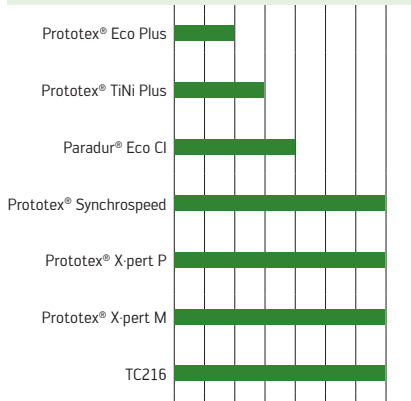 Prototex® Eco Plus
Prototex® TiNi Plus
Paradur® Eco CI
Prototex® Synchrospeed
Prototex® X·pert P
Prototex® X·pert M
TC216